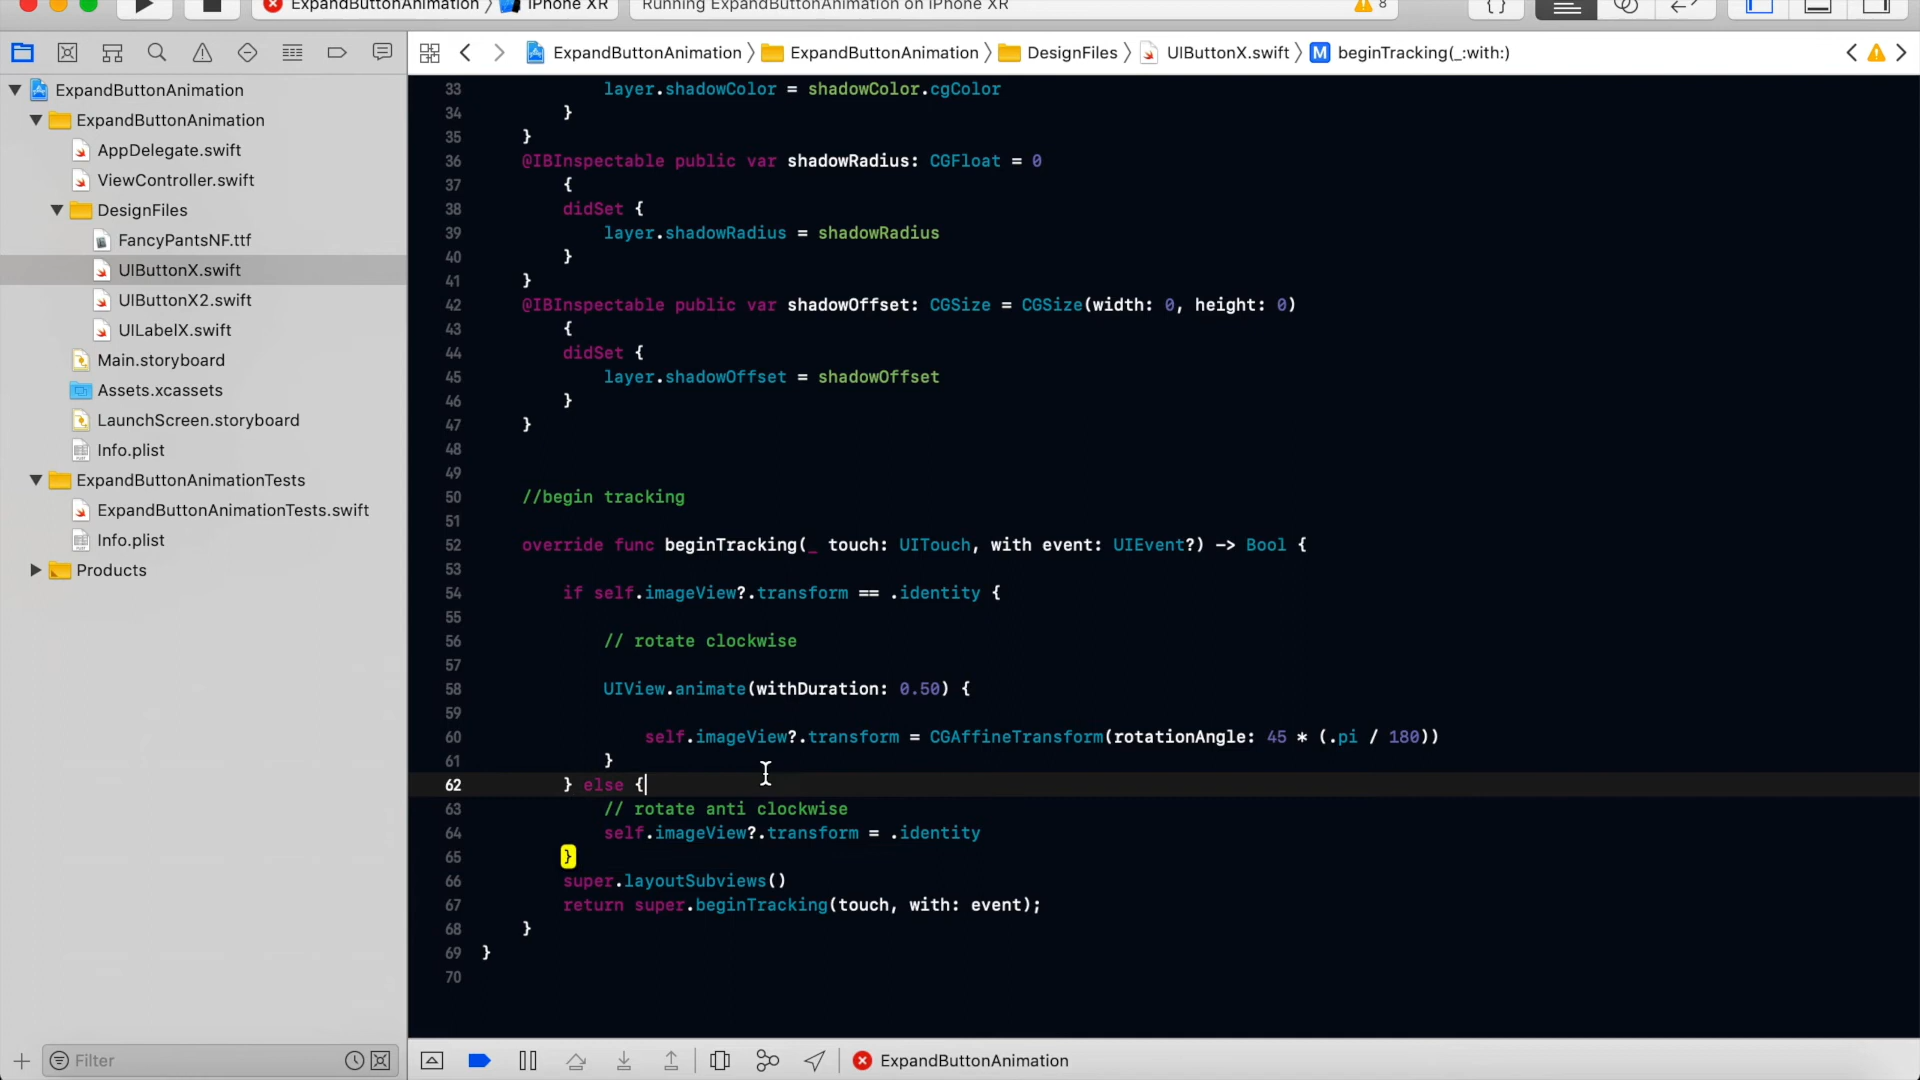 ExpandButtonAnimation 〉 iPhone XR
Running ExpandButtonAnimation on iPhone XR
8
ExpandButtonAnimation 〉 ExpandButtonAnimation 〉 DesignFiles 〉 UIButtonX.swift 〉 M beginTracking(_:with:)
ExpandButtonAnimation
ExpandButtonAnimation
AppDelegate.swift
ViewController.swift
DesignFiles
FancyPantsNF.ttf
UIButtonX.swift
UIButtonX2.swift
UILabelX.swift
Main.storyboard
Assets.xcassets
LaunchScreen.storyboard
Info.plist
ExpandButtonAnimationTests
ExpandButtonAnimationTests.swift
Info.plist
Products
Filter
33 layer.shadowColor = shadowColor.cgColor
34 }
35 }
36 @IBInspectable public var shadowRadius: CGFloat = 0
37 {
38 didSet {
39 layer.shadowRadius = shadowRadius
40 }
41 }
42 @IBInspectable public var shadowOffset: CGSize = CGSize(width: 0, height: 0)
43 {
44 didSet {
45 layer.shadowOffset = shadowOffset
46 }
47 }
48
49
50 //begin tracking
51
52 override func beginTracking(_ touch: UITouch, with event: UIEvent?) -> Bool {
53
54 if self.imageView?.transform == .identity {
55
56 // rotate clockwise
57
58 UIView.animate(withDuration: 0.50) {
59
60 self.imageView?.transform = CGAffineTransform(rotationAngle: 45 * (.pi / 180))
61 }
62 } else {
63 // rotate anti clockwise
64 self.imageView?.transform = .identity
65 }
66 super.layoutSubviews()
67 return super.beginTracking(touch, with: event);
68 }
69 }
70
ExpandButtonAnimation